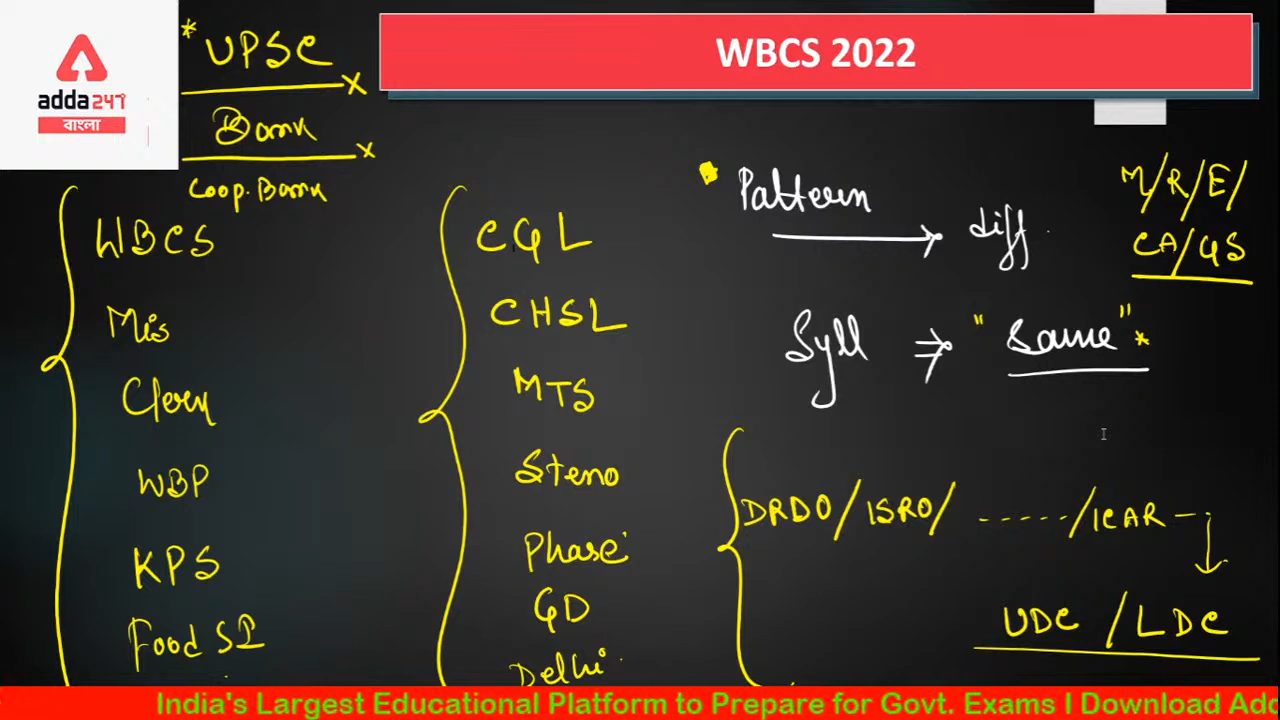 WBCS 2022
adda247
বাংলা
*UPSC x
Bank x
Coop. Bank
WBCS
Mis
Clerk
WBP
KPS
Food SI
CGL
CHSL
MTS
Steno
Phase
GD
Delhi
Pattern → diff
M/R/E/
CA/GS
Syll ⇒ "Same"*
DRDO/ISRO/ ...../ICAR
UDC / LDC
India's Largest Educational Platform to Prepare for Govt. Exams I Download Add